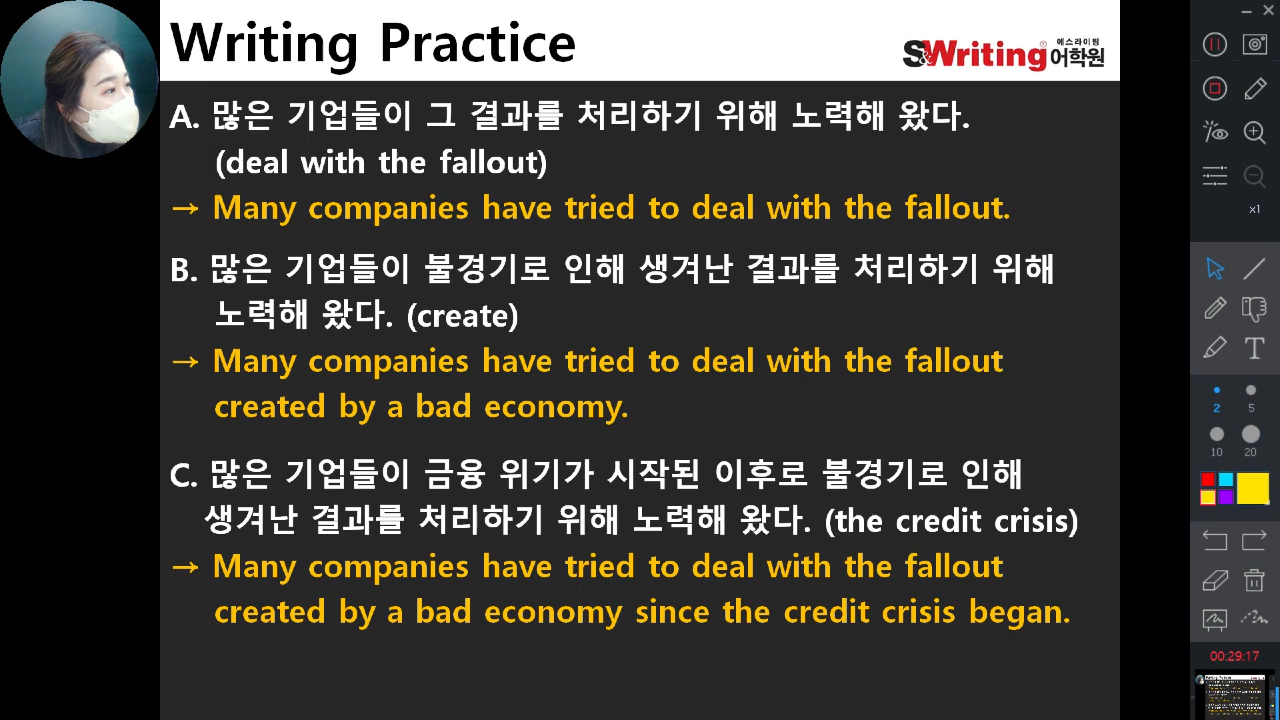 Writing Practice
에스라이팅
S&Writing어학원
A. 많은 기업들이 그 결과를 처리하기 위해 노력해 왔다.
(deal with the fallout)
→ Many companies have tried to deal with the fallout.
B. 많은 기업들이 불경기로 인해 생겨난 결과를 처리하기 위해
노력해 왔다. (create)
→ Many companies have tried to deal with the fallout
created by a bad economy.
C. 많은 기업들이 금융 위기가 시작된 이후로 불경기로 인해
생겨난 결과를 처리하기 위해 노력해 왔다. (the credit crisis)
→ Many companies have tried to deal with the fallout
created by a bad economy since the credit crisis began.
x1
T
2 5
10 20
00:29:17